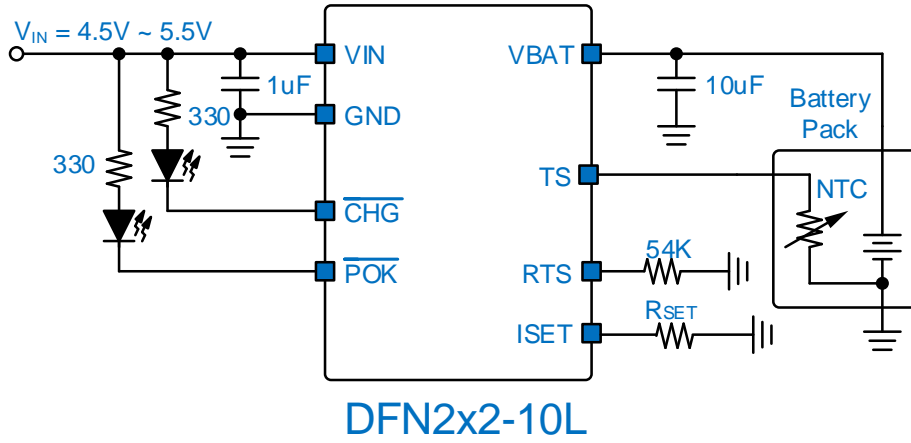 VIN = 4.5V ~ 5.5V
VIN
VBAT
1uF
10uF
Battery
Pack
330
GND
330
TS
NTC
CHG
54K
POK
RTS
RSET
ISET
DFN2x2-10L